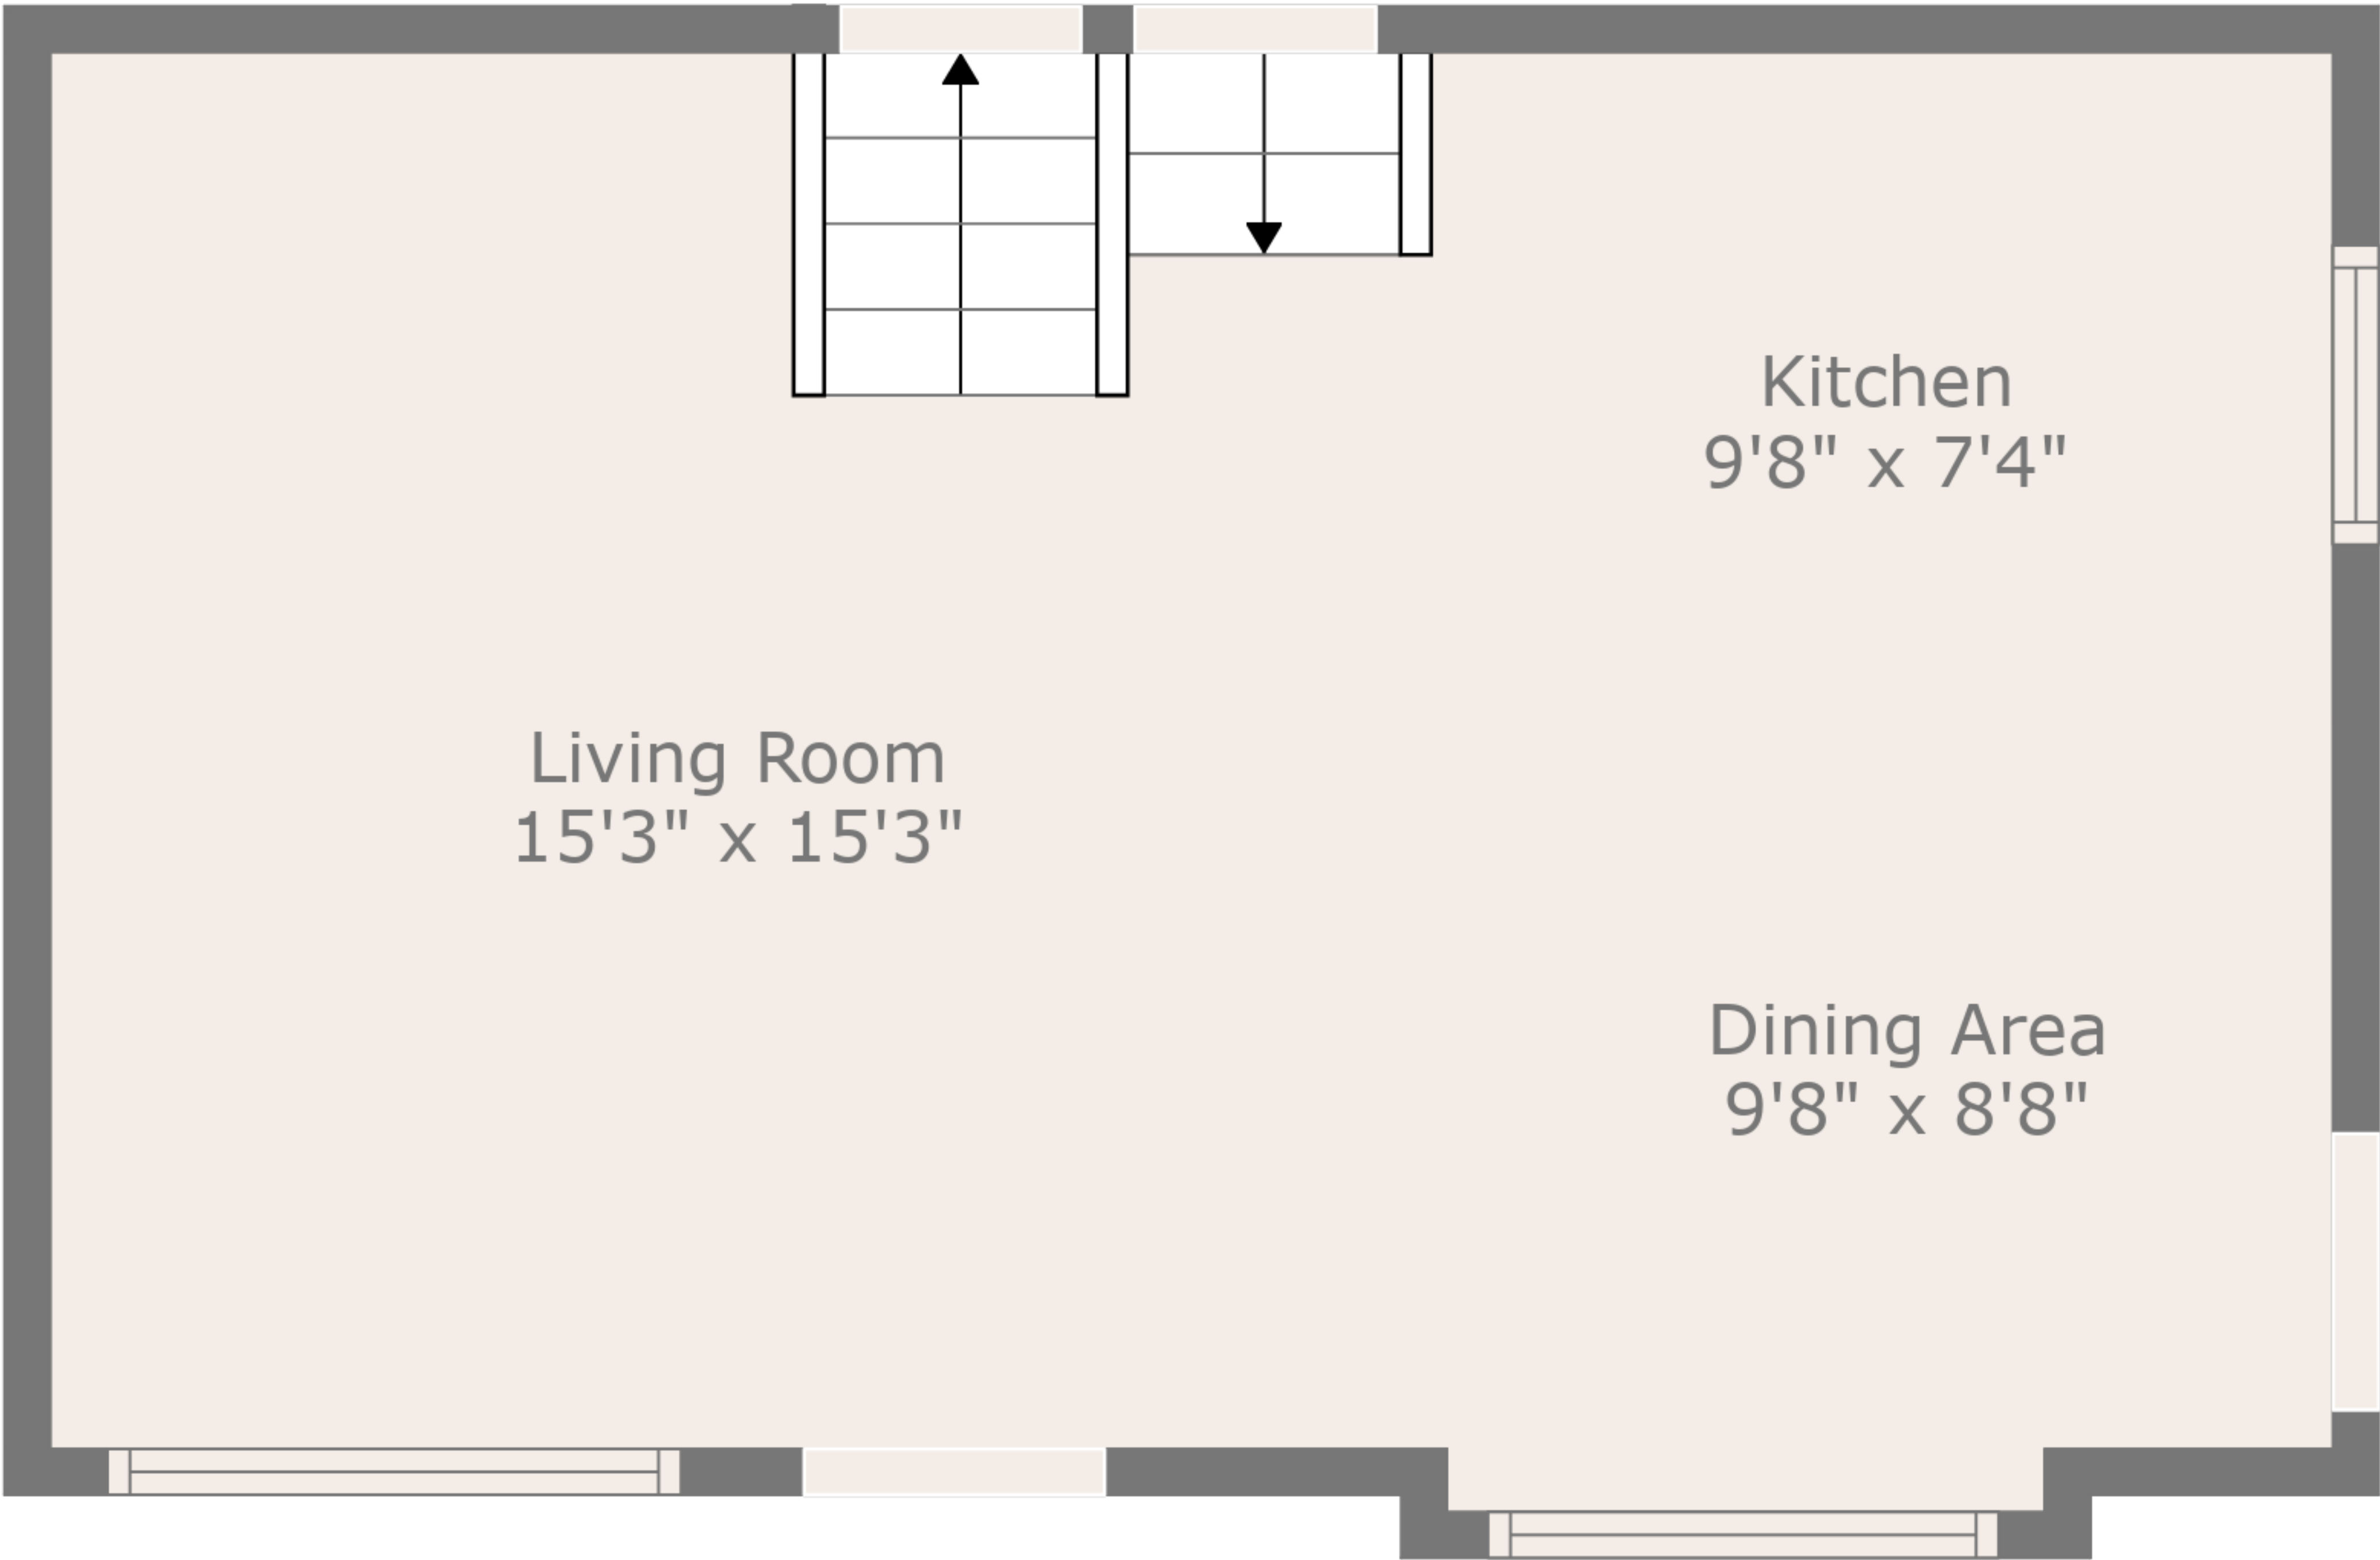 Kitchen
9'8" x 7'4"
Living Room
15'3" x 15'3"
Dining Area
9'8" x 8'8"